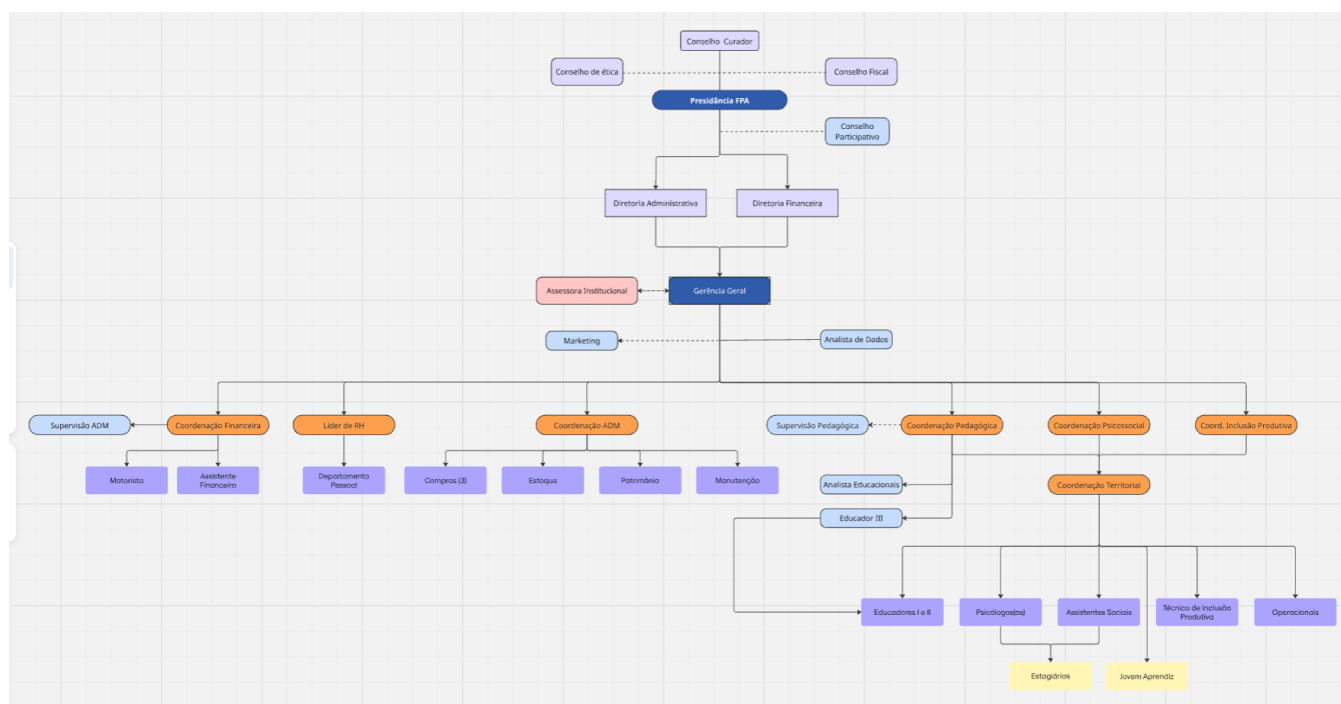 Conselho Curador
Conselho de ética
Conselho Fiscal
Presidância FPA
Conselho
Participativo
Diretoria Administrativa
Diretoria Financeira
Assessora Institucional
Gerência Geral
Marketing
Analista de Dados
Supervisão ADM
Coordenação Financeira
Líder de RH
Coordenação ADM
Supervisão Pedagógica
Coordenação Pedagógica
Coordenação Psicossocial
Coord. Inclusão Produtiva
Motorista
Assistente
Financeiro
Departamento
Pessoal
Compras (3)
Estoque
Patrimônio
Manutenção
Analista Educacionais
Coordenação Territorial
Educador III
Educadores I e II
Psicólogos(as)
Assistentes Sociais
Técnico de Inclusão
Produtiva
Operacionais
Estagiários
Jovem Aprendiz